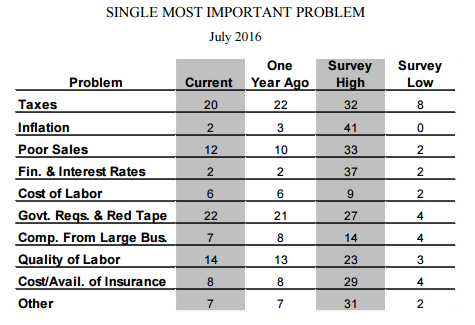 SINGLE MOST IMPORTANT PROBLEM
July 2016
Problem Current One Year Ago Survey High Survey Low
Taxes 20 22 32 8
Inflation 2 3 41 0
Poor Sales 12 10 33 2
Fin. & Interest Rates 2 2 37 2
Cost of Labor 6 6 9 2
Govt. Reqs. & Red Tape 22 21 27 4
Comp. From Large Bus. 7 8 14 4
Quality of Labor 14 13 23 3
Cost/Avail. of Insurance 8 8 29 4
Other 7 7 31 2